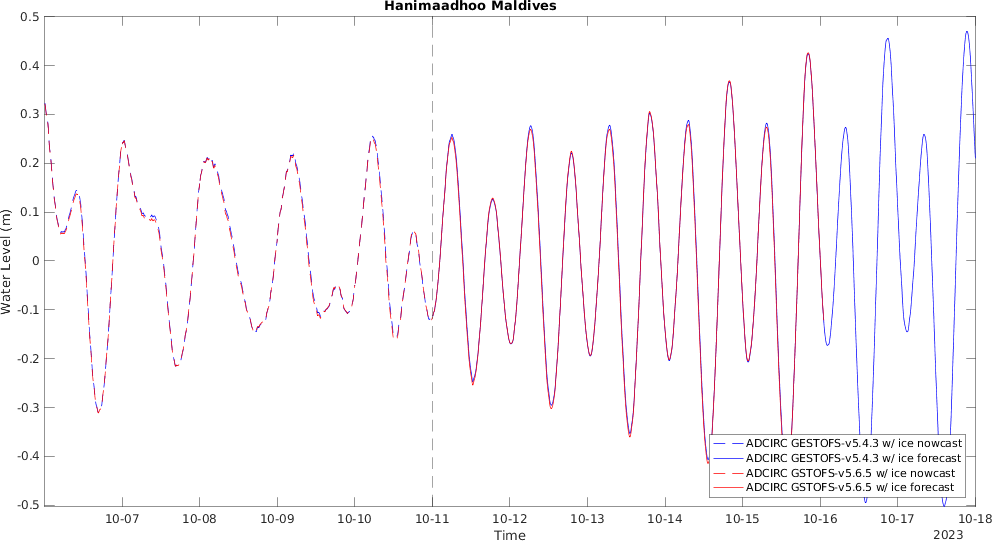 Hanimaadhoo Maldives
0.5
0.4
0.3
0.2
0.1
0
-0.1
-0.2
-0.3
-0.4
-0.5
Water Level (m)
ADCIRC GESTOFS-v5.4.3 w/ ice nowcast
ADCIRC GESTOFS-v5.4.3 w/ ice forecast
ADCIRC GSTOFS-v5.6.5 w/ ice nowcast
ADCIRC GSTOFS-v5.6.5 w/ ice forecast
10-07 10-08 10-09 10-10 10-11 10-12 10-13 10-14 10-15 10-16 10-17 10-18
Time
2023